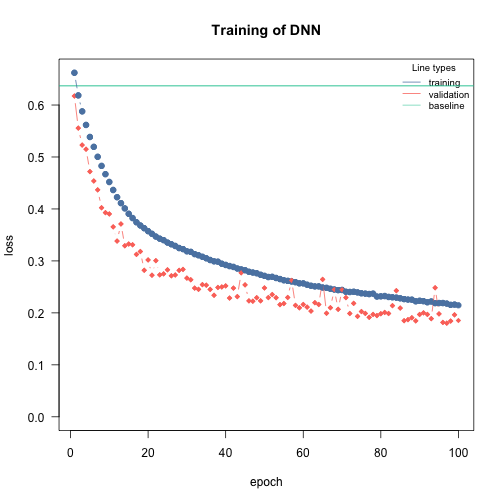 Training of DNN
Line types
training
validation
baseline
loss
0.6
0.5
0.4
0.3
0.2
0.1
0.0
0 20 40 60 80 100
epoch